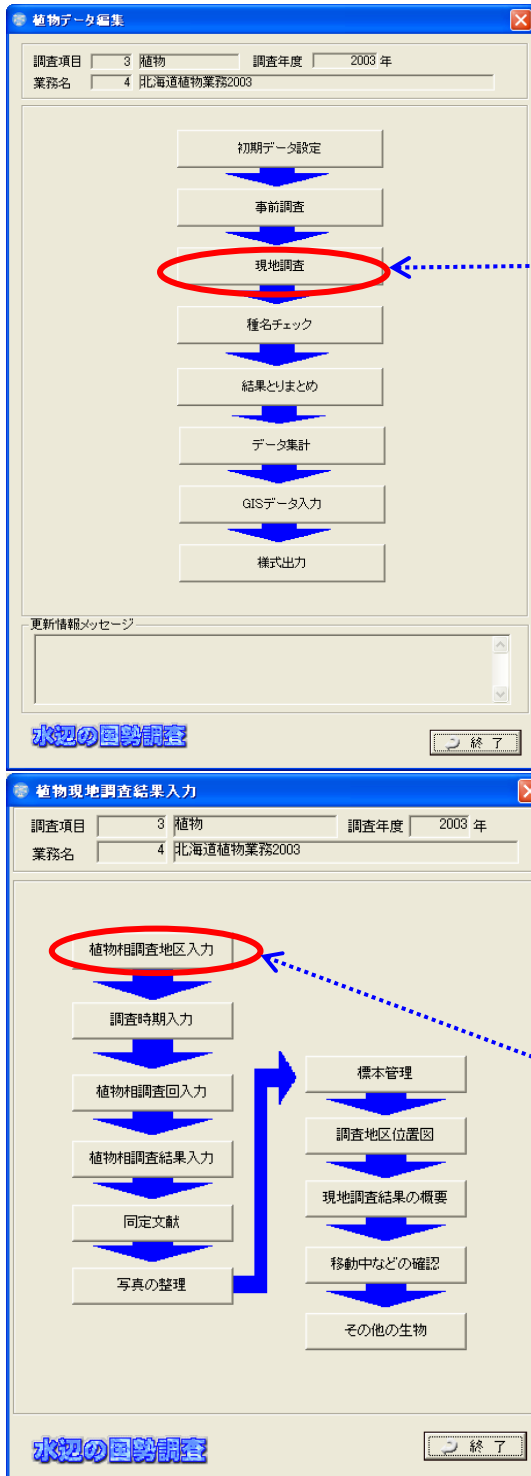 植物データ編集
調査項目 3 植物 調査年度 2003 年
業務名 4 北海道植物業務2003
初期データ設定
事前調査
現地調査
種名チェック
結果とりまとめ
データ集計
GISデータ入力
様式出力
更新情報メッセージ
水辺の国勢調査 終了
植物現地調査結果入力
調査項目 3 植物 調査年度 2003 年
業務名 4 北海道植物業務2003
植物相調査地区入力
調査時期入力
植物相調査回入力
植物相調査結果入力
同定文献
写真の整理
標本管理
調査地区位置図
現地調査結果の概要
移動中などの確認
その他の生物
水辺の国勢調査 終了